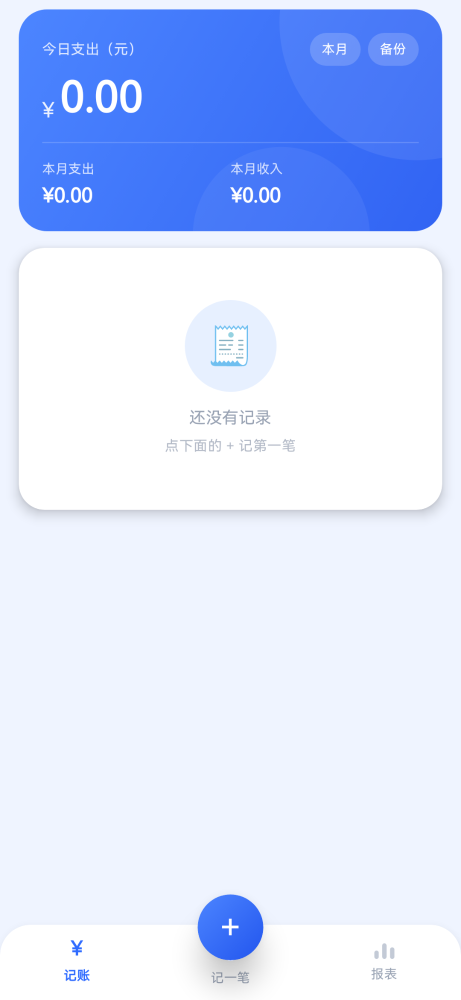 今日支出（元）
本月
备份
¥ 0.00
本月支出
本月收入
¥0.00
¥0.00
还没有记录
点下面的 + 记第一笔
¥
+
记账
记一笔
报表